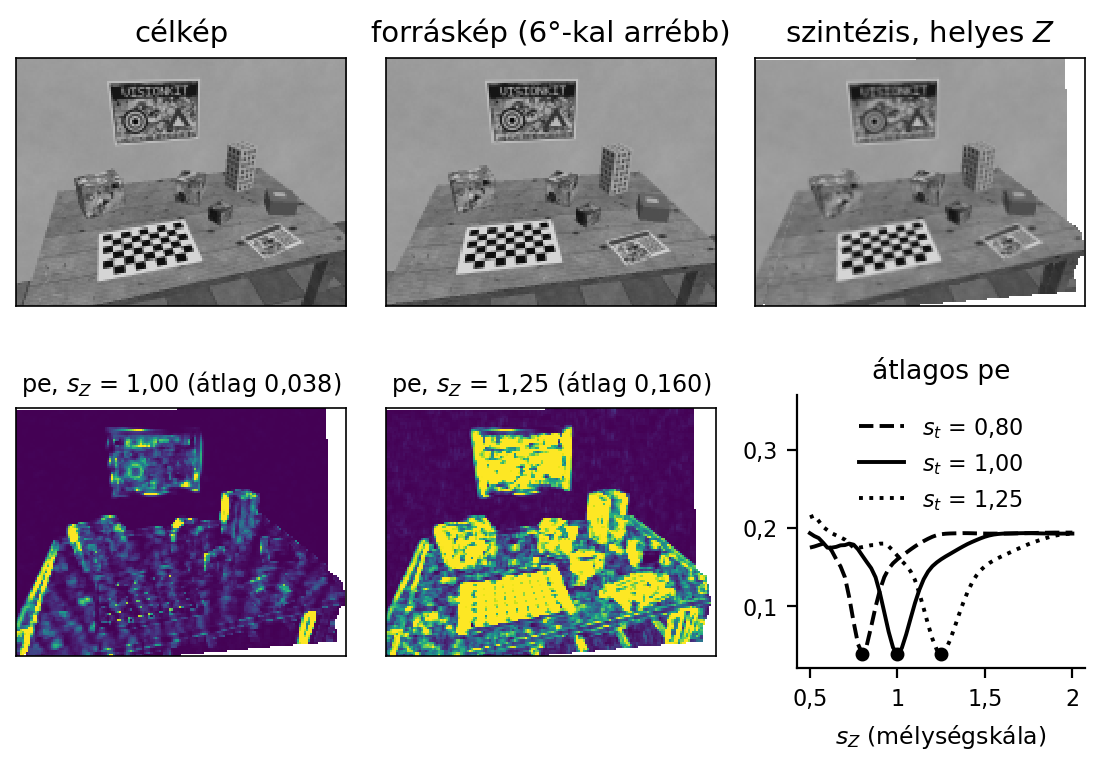 célkép
forráskép (6°-kal arrébb)
szintézis, helyes Z
VISIONKIT
VISIONKIT
VISIONKIT
pe, s_Z = 1,00 (átlag 0,038)
pe, s_Z = 1,25 (átlag 0,160)
átlagos pe
s_t = 0,80
s_t = 1,00
s_t = 1,25
0,3
0,2
0,1
0,5 1 1,5 2
s_Z (mélységskála)